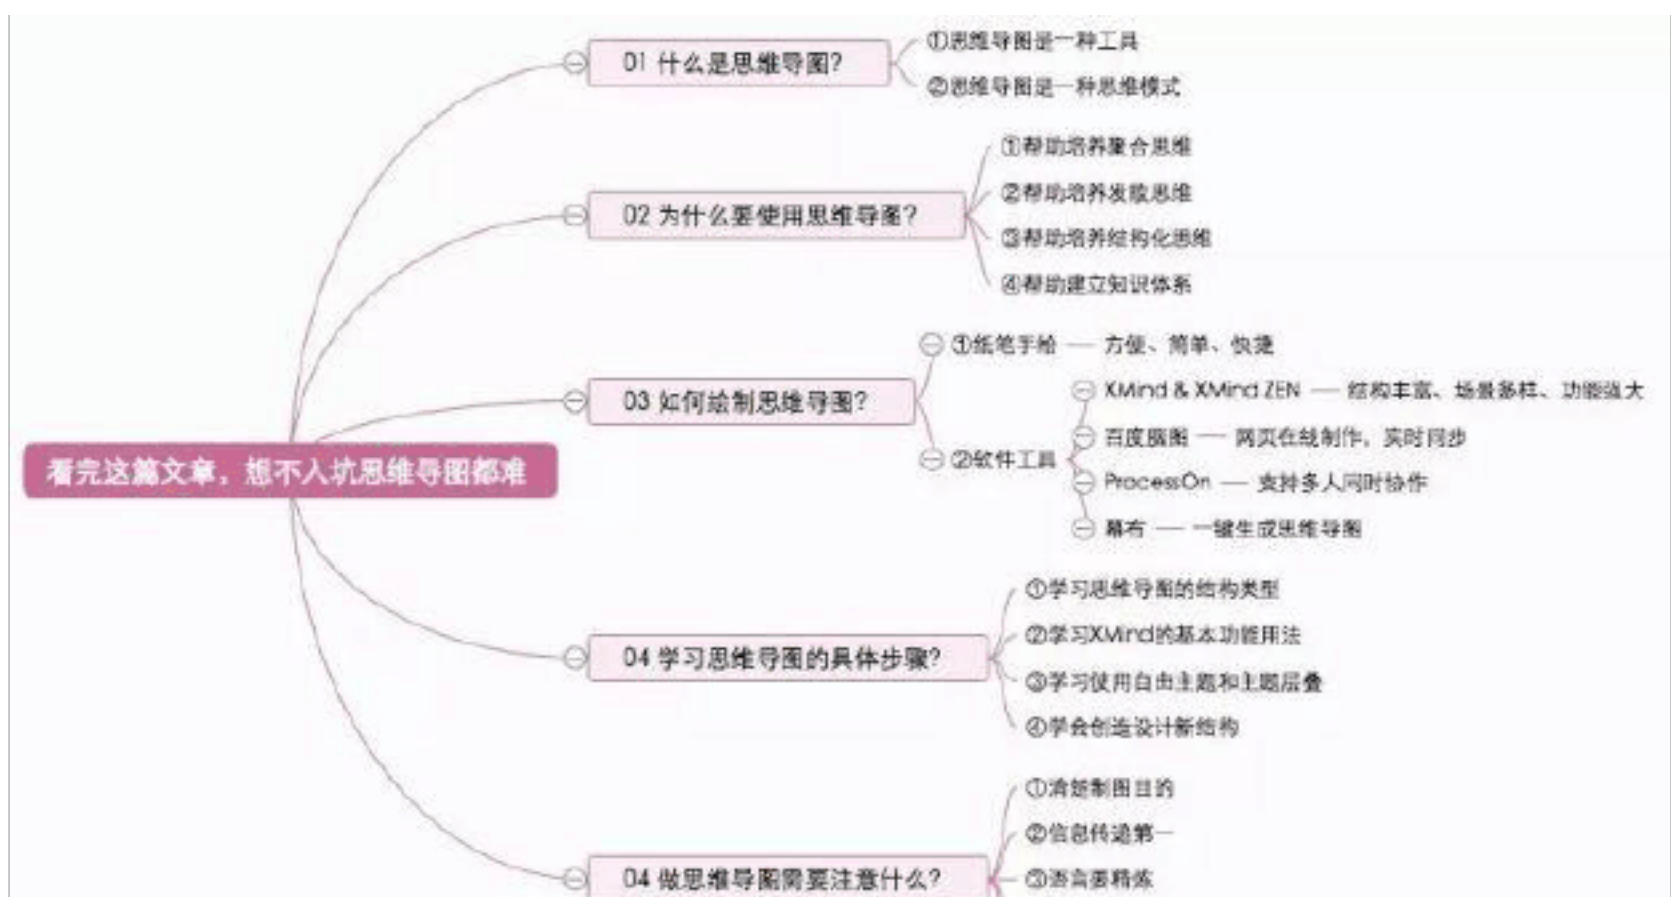 01 什么是思维导图?
①思维导图是一种工具
②思维导图是一种思维模式
02 为什么要使用思维导图?
①帮助培养聚合思维
②帮助培养发散思维
③帮助培养结构化思维
④帮助建立知识体系
03 如何绘制思维导图?
①纸笔手绘 — 方便、简单、快捷
②软件工具
XMind & XMind ZEN — 结构丰富、场景多样、功能强大
百度脑图 — 网页在线制作，实时同步
ProcessOn — 支持多人同时协作
幕布 — 一键生成思维导图
看完这篇文章，想不入坑思维导图都难
04 学习思维导图的具体步骤?
①学习思维导图的结构类型
②学习XMind的基本功能用法
③学习使用自由主题和主题层叠
④学会创造设计新结构
04 做思维导图需要注意什么?
①清楚制图目的
②信息传递第一
③语言要精炼